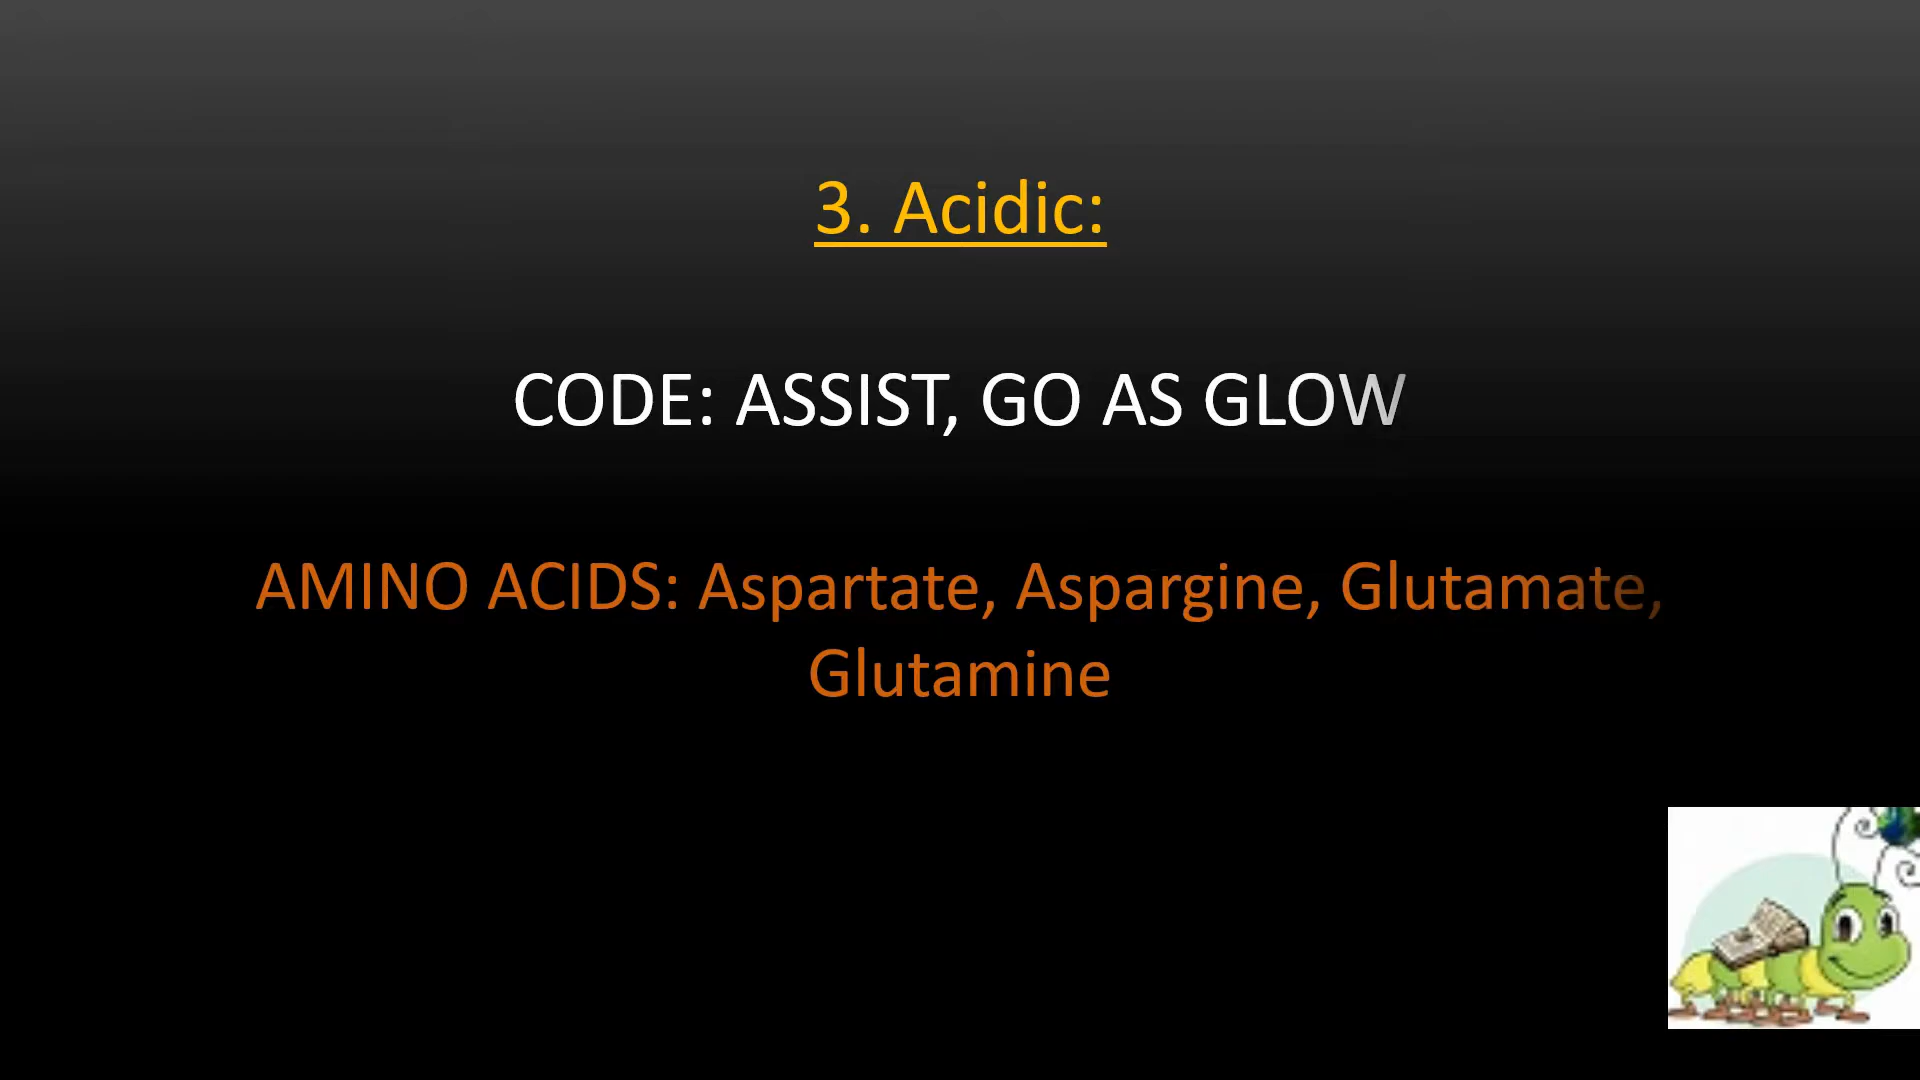 3. Acidic:
CODE: ASSIST, GO AS GLOW
AMINO ACIDS: Aspartate, Aspargine, Glutamate,
Glutamine